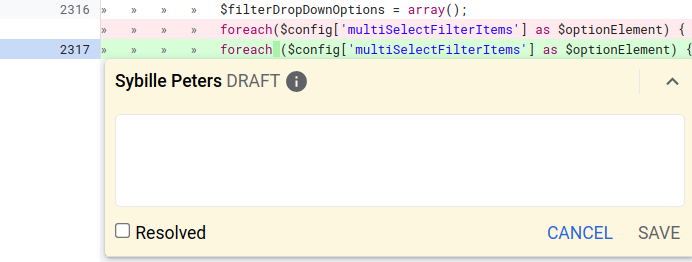 2316 » » » » $filterDropDownOptions = array();
» » » » foreach($config['multiSelectFilterItems'] as $optionElement) {
2317 » » » » foreach ($config['multiSelectFilterItems'] as $optionElement) {
Sybille Peters DRAFT i
Resolved CANCEL SAVE